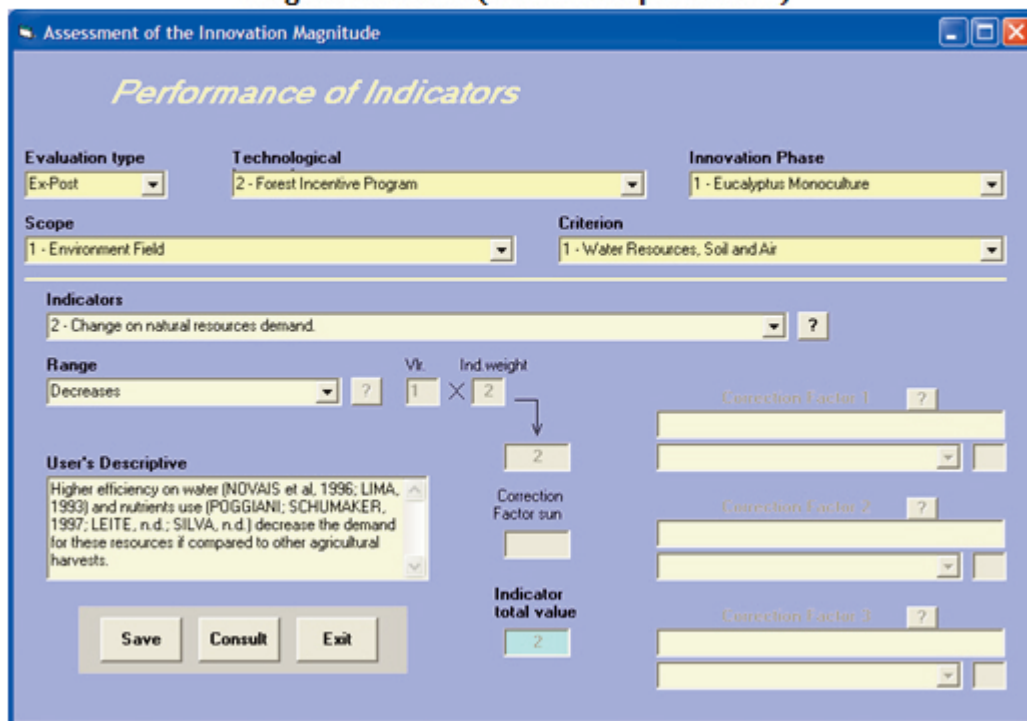 Assessment of the Innovation Magnitude
Performance of Indicators
Evaluation type Technological Innovation Phase
Ex-Post 2 - Forest Incentive Program 1 - Eucalyptus Monoculture
Scope Criterion
1 - Environment Field 1 - Water Resources, Soil and Air
Indicators
2 - Change on natural resources demand. ?
Range Vlr. Ind.weight
Decreases ? 1 X 2
Correction Factor 1 ?
2
User's Descriptive
Higher efficiency on water (NOVAIS et al, 1996; LIMA,
1993) and nutrients use (POGGIANI; SCHUMAKER,
1997; LEITE, n.d.; SILVA, n.d.) decrease the demand
for these resources if compared to other agricultural
harvests.
Correction
Factor sun
Correction Factor 2 ?
Indicator
total value
2
Correction Factor 3 ?
Save Consult Exit